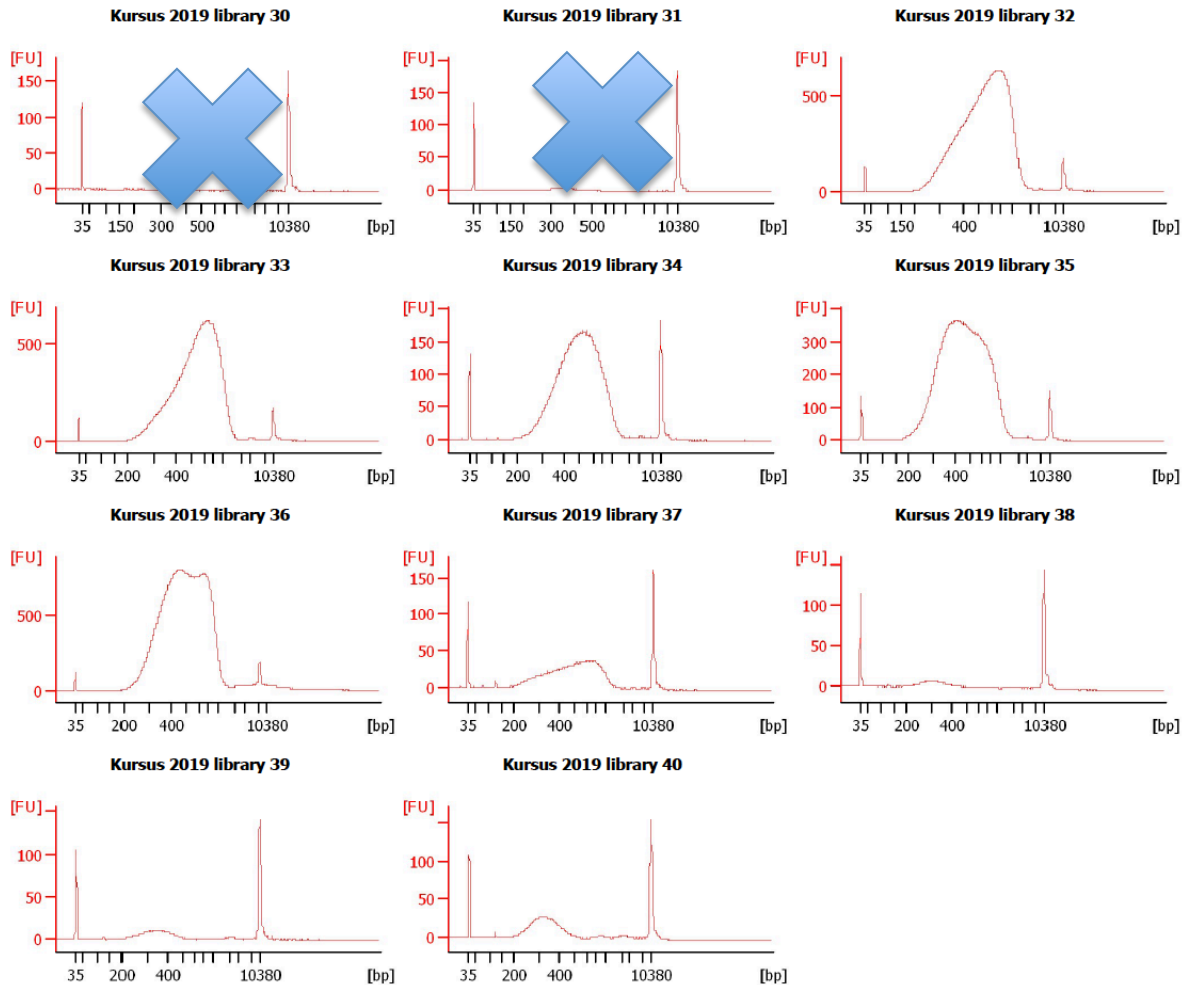 Kursus 2019 library 30
[FU]
150
100
50
0
35 150 300 500 10380 [bp]
Kursus 2019 library 31
[FU]
150
100
50
0
35 150 300 500 10380 [bp]
Kursus 2019 library 32
[FU]
500
0
35 150 400 10380 [bp]
Kursus 2019 library 33
[FU]
500
0
35 200 400 10380 [bp]
Kursus 2019 library 34
[FU]
150
100
50
0
35 200 400 10380 [bp]
Kursus 2019 library 35
[FU]
300
200
100
0
35 200 400 10380 [bp]
Kursus 2019 library 36
[FU]
500
0
35 200 400 10380 [bp]
Kursus 2019 library 37
[FU]
150
100
50
0
35 200 400 10380 [bp]
Kursus 2019 library 38
[FU]
100
50
0
35 200 400 10380 [bp]
Kursus 2019 library 39
[FU]
100
50
0
35 200 400 10380 [bp]
Kursus 2019 library 40
[FU]
100
50
0
35 200 400 10380 [bp]